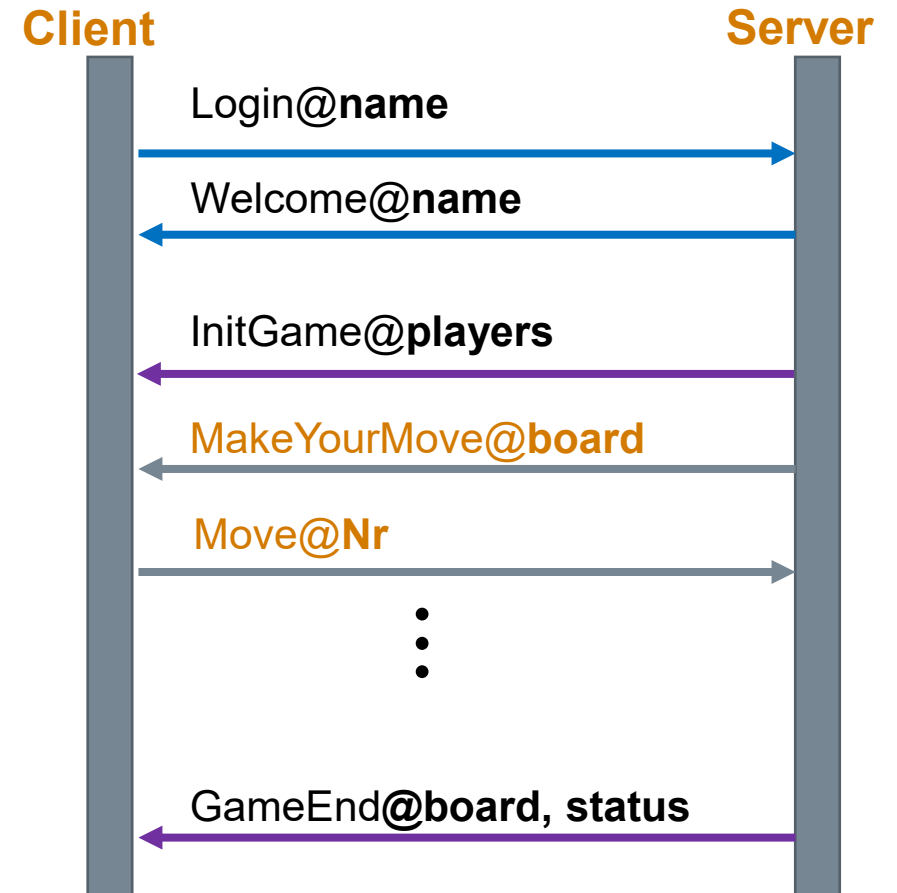 Client Server
Login@name
Welcome@name
InitGame@players
MakeYourMove@board
Move@Nr
GameEnd@board, status